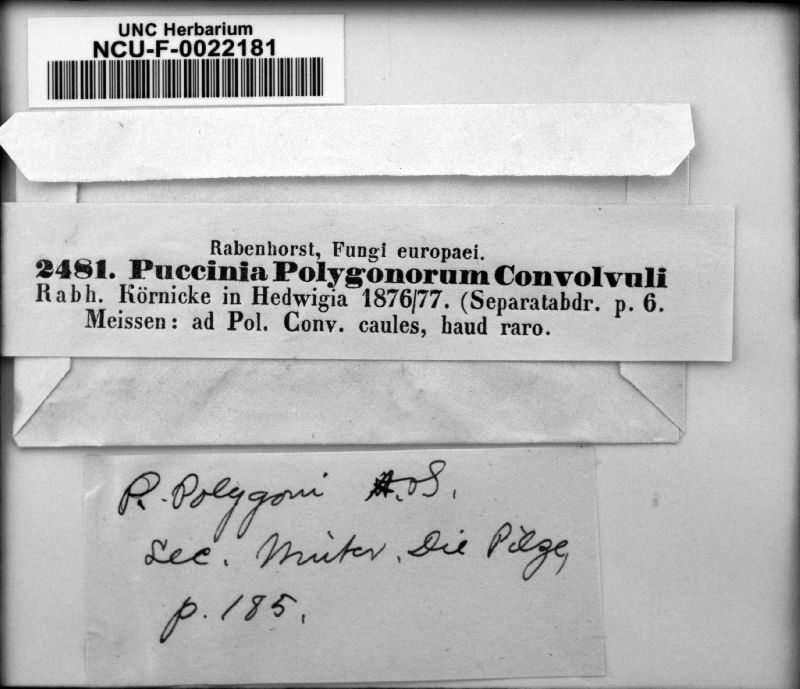 UNC Herbarium
NCU-F-0022181
Rabenhorst, Fungi europaei.
2481. Puccinia Polygonorum Convolvuli
Rabh. Körnicke in Hedwigia 1876/77. (Separatabdr. p. 6.
Meissen: ad Pol. Conv. caules, haud raro.
P. Polygoni
Sec. Winter, Die Pilze,
p. 185.